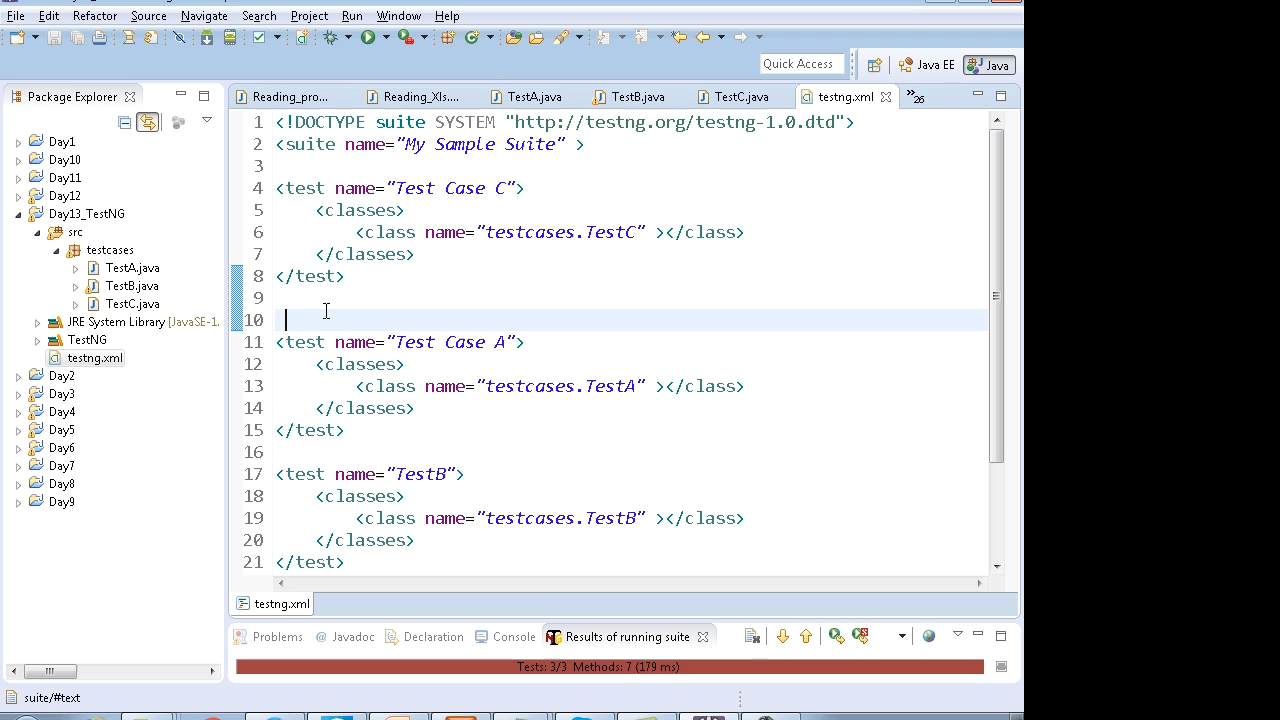 File Edit Refactor Source Navigate Search Project Run Window Help
Quick Access Java EE Java
Package Explorer
Day1
Day10
Day11
Day12
Day13_TestNG
src
testcases
TestA.java
TestB.java
TestC.java
JRE System Library [JavaSE-1.
TestNG
testng.xml
Day2
Day3
Day4
Day5
Day6
Day7
Day8
Day9
Reading_pro... Reading_Xls.... TestA.java TestB.java TestC.java testng.xml »26
1 <!DOCTYPE suite SYSTEM "http://testng.org/testng-1.0.dtd">
2 <suite name="My Sample Suite" >
3
4 <test name="Test Case C">
5 <classes>
6 <class name="testcases.TestC" ></class>
7 </classes>
8 </test>
9
10
11 <test name="Test Case A">
12 <classes>
13 <class name="testcases.TestA" ></class>
14 </classes>
15 </test>
16
17 <test name="TestB">
18 <classes>
19 <class name="testcases.TestB" ></class>
20 </classes>
21 </test>
testng.xml
Problems @ Javadoc Declaration Console Results of running suite
Tests: 3/3 Methods: 7 (179 ms)
suite/#text